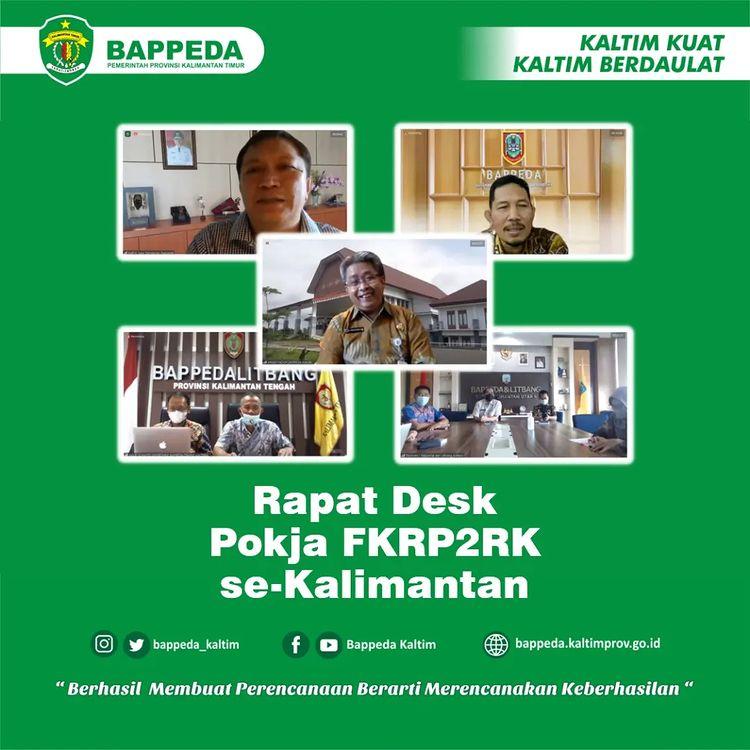 BAPPEDA
PEMERINTAH PROVINSI KALIMANTAN TIMUR
KALTIM KUAT
KALTIM BERDAULAT
BAPPEDA
BAPPEDALITBANG
PROVINSI KALIMANTAN TENGAH
BAPPEDA&LITBANG
Rapat Desk
Pokja FKRP2RK
se-Kalimantan
bappeda_kaltim
Bappeda Kaltim
bappeda.kaltimprov.go.id
“ Berhasil Membuat Perencanaan Berarti Merencanakan Keberhasilan “